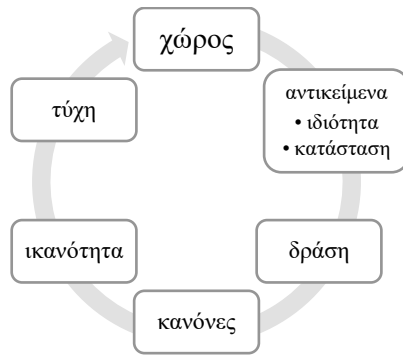 χώρος
αντικείμενα
• ιδιότητα
• κατάσταση
δράση
κανόνες
ικανότητα
τύχη